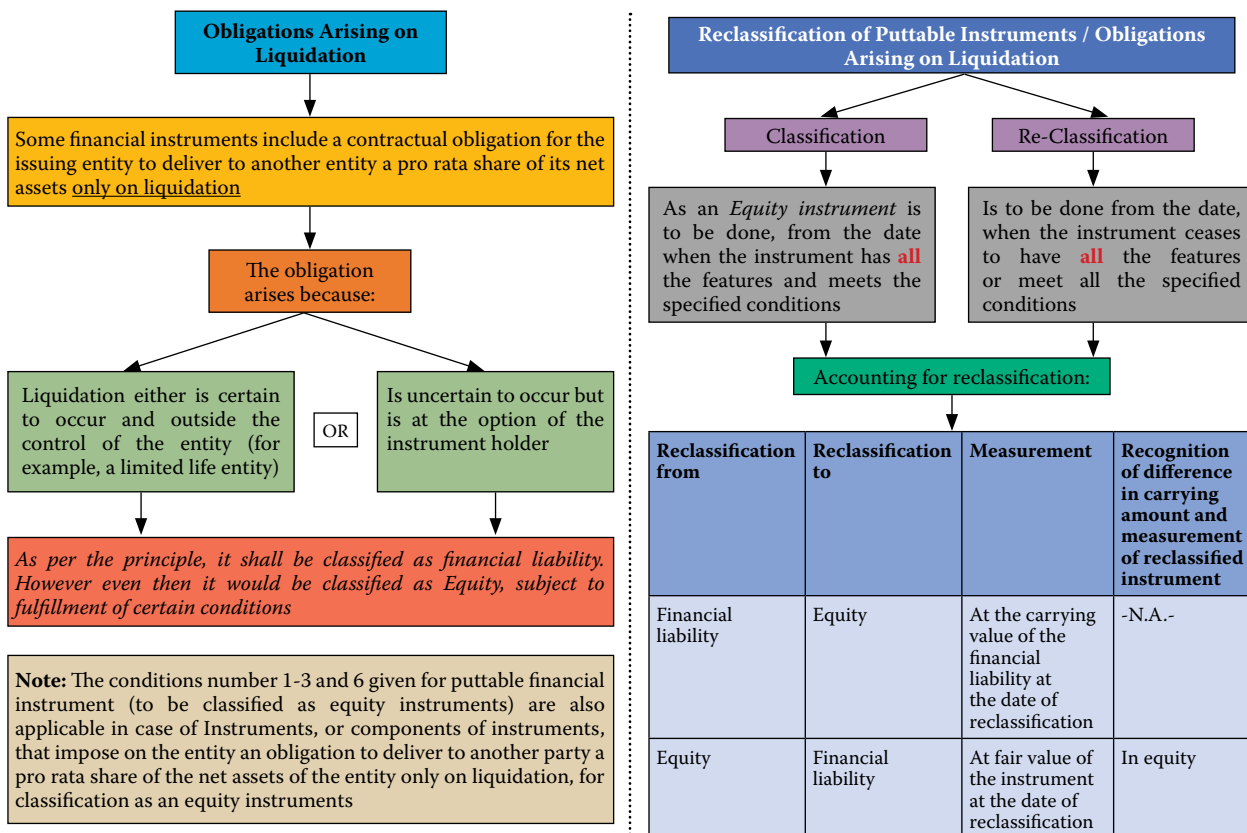 Obligations Arising on
Liquidation
Some financial instruments include a contractual obligation for the
issuing entity to deliver to another entity a pro rata share of its net
assets only on liquidation
The obligation
arises because:
Liquidation either is certain
to occur and outside the
control of the entity (for
example, a limited life entity)
OR
Is uncertain to occur but
is at the option of the
instrument holder
As per the principle, it shall be classified as financial liability.
However even then it would be classified as Equity, subject to
fulfillment of certain conditions
Note: The conditions number 1-3 and 6 given for puttable financial
instrument (to be classified as equity instruments) are also
applicable in case of Instruments, or components of instruments,
that impose on the entity an obligation to deliver to another party a
pro rata share of the net assets of the entity only on liquidation, for
classification as an equity instruments
Reclassification of Puttable Instruments / Obligations
Arising on Liquidation
Classification
Re-Classification
As an Equity instrument is
to be done, from the date
when the instrument has all
the features and meets the
specified conditions
Is to be done from the date,
when the instrument ceases
to have all the features
or meet all the specified
conditions
Accounting for reclassification:
Reclassification
from
Reclassification
to
Measurement
Recognition
of difference
in carrying
amount and
measurement
of reclassified
instrument
Financial
liability
Equity
At the carrying
value of the
financial
liability at
the date of
reclassification
-N.A.-
Equity
Financial
liability
At fair value of
the instrument
at the date of
reclassification
In equity